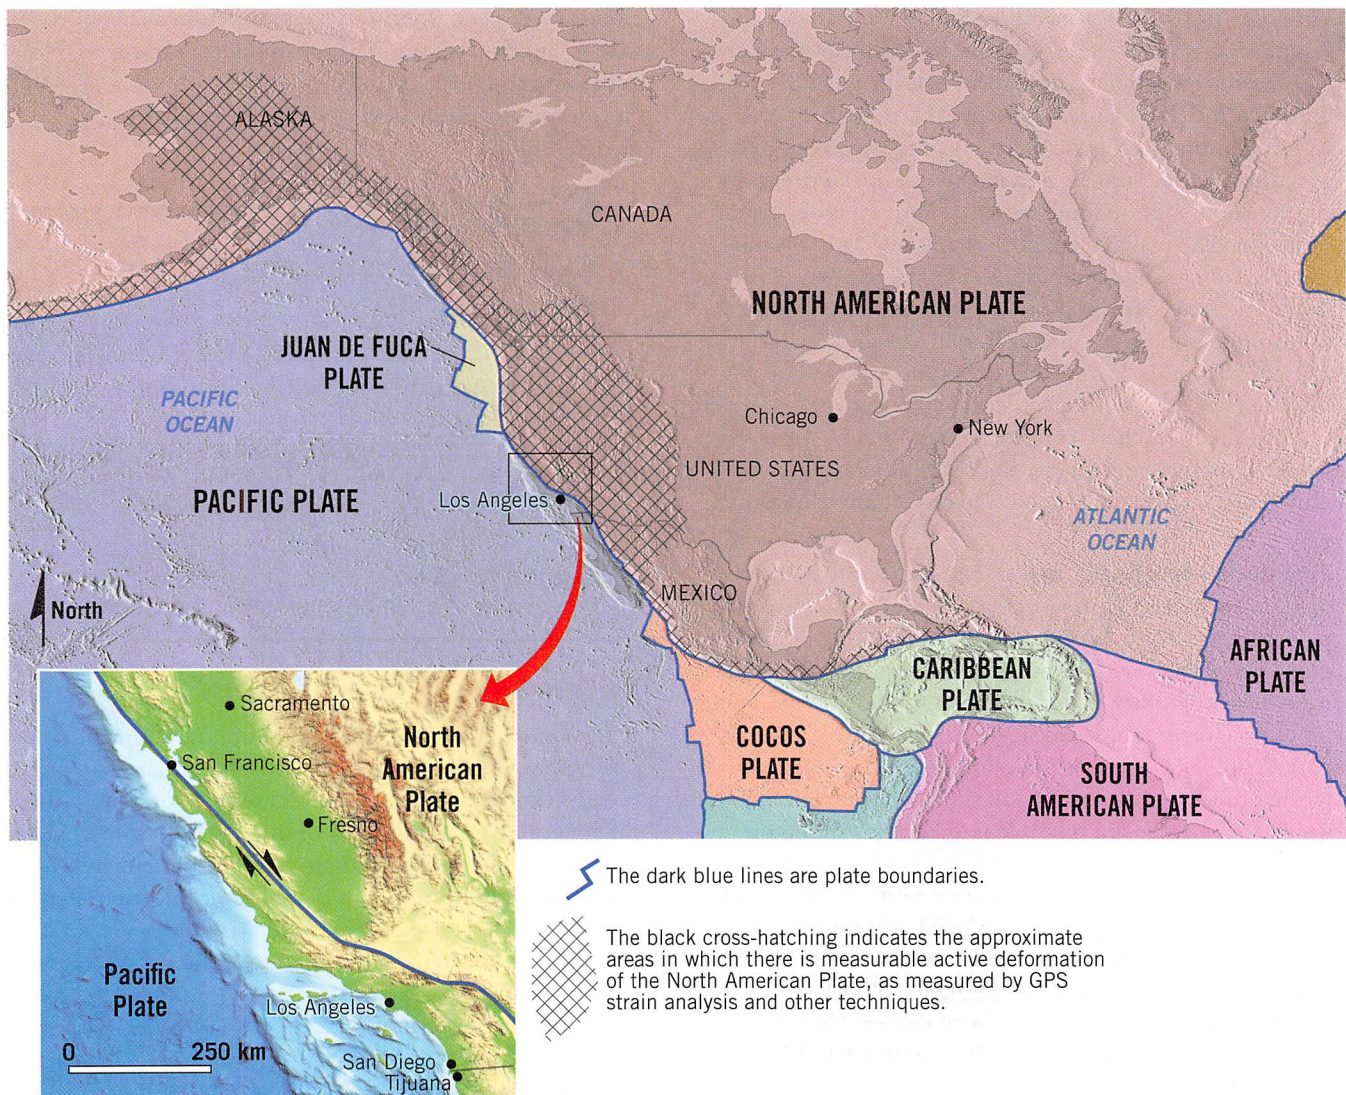 ALASKA
CANADA
NORTH AMERICAN PLATE
JUAN DE FUCA
PLATE
PACIFIC
OCEAN
Chicago
New York
UNITED STATES
PACIFIC PLATE
Los Angeles
ATLANTIC
OCEAN
MEXICO
North
AFRICAN
PLATE
CARIBBEAN
PLATE
COCOS
PLATE
SOUTH
AMERICAN PLATE
Sacramento
San Francisco
North
American
Plate
Fresno
Pacific
Plate
Los Angeles
0 250 km
San Diego
Tijuana
The dark blue lines are plate boundaries.
The black cross-hatching indicates the approximate
areas in which there is measurable active deformation
of the North American Plate, as measured by GPS
strain analysis and other techniques.